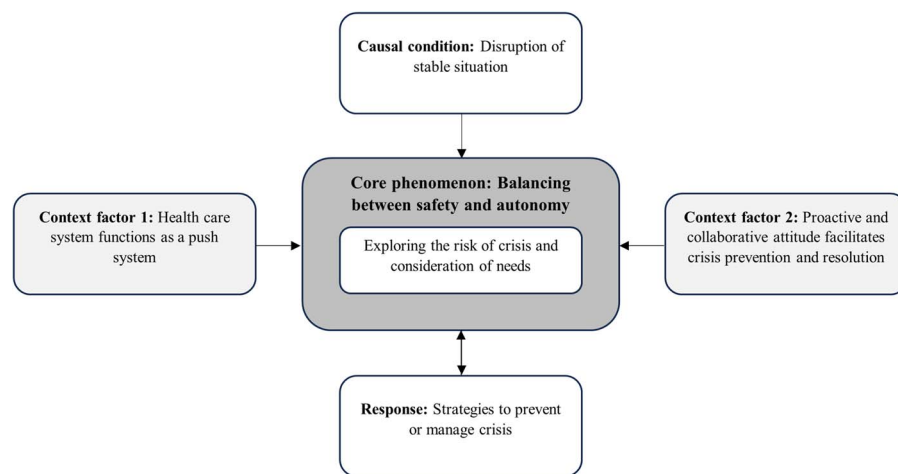 Causal condition: Disruption of
stable situation
Core phenomenon: Balancing
between safety and autonomy
Context factor 1: Health care
system functions as a push
system
Exploring the risk of crisis and
consideration of needs
Context factor 2: Proactive and
collaborative attitude facilitates
crisis prevention and resolution
Response: Strategies to prevent
or manage crisis